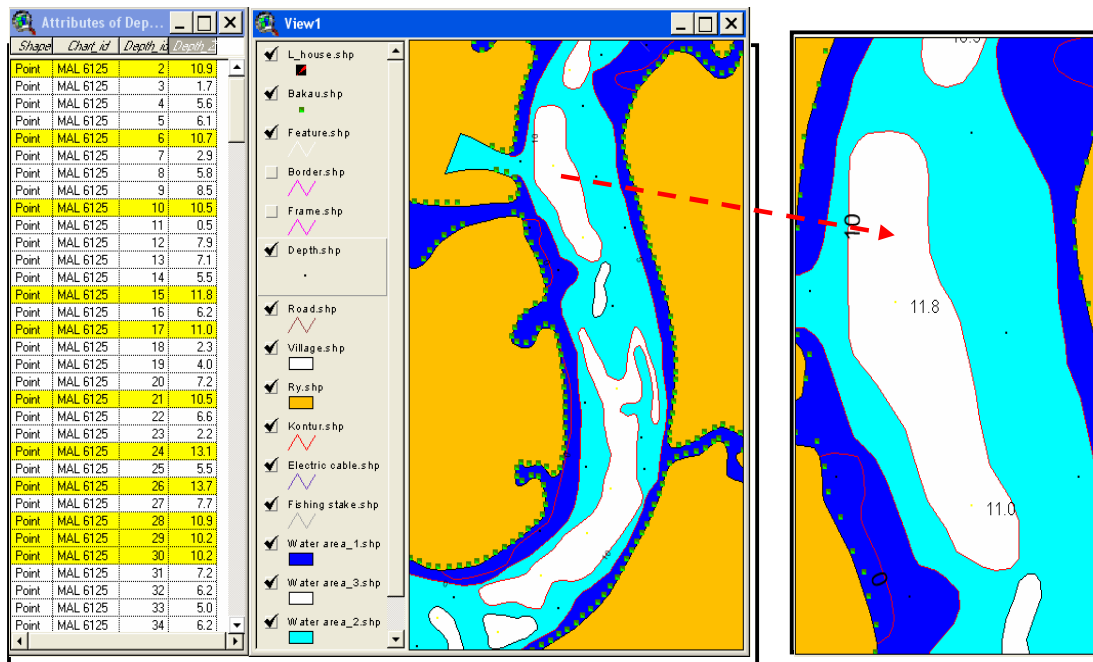 Attributes of Dep...
Shape Chart_id Depth_id Depth_2
Point MAL 6125 2 10.9
Point MAL 6125 3 1.7
Point MAL 6125 4 5.6
Point MAL 6125 5 6.1
Point MAL 6125 6 10.7
Point MAL 6125 7 2.9
Point MAL 6125 8 5.8
Point MAL 6125 9 8.5
Point MAL 6125 10 10.5
Point MAL 6125 11 0.5
Point MAL 6125 12 7.9
Point MAL 6125 13 7.1
Point MAL 6125 14 5.5
Point MAL 6125 15 11.8
Point MAL 6125 16 6.2
Point MAL 6125 17 11.0
Point MAL 6125 18 2.3
Point MAL 6125 19 4.0
Point MAL 6125 20 7.2
Point MAL 6125 21 10.5
Point MAL 6125 22 6.6
Point MAL 6125 23 2.2
Point MAL 6125 24 13.1
Point MAL 6125 25 5.5
Point MAL 6125 26 13.7
Point MAL 6125 27 7.7
Point MAL 6125 28 10.9
Point MAL 6125 29 10.2
Point MAL 6125 30 10.2
Point MAL 6125 31 7.2
Point MAL 6125 32 6.2
Point MAL 6125 33 5.0
Point MAL 6125 34 6.2
View1
L_house.shp
Bakau.shp
Feature.shp
Border.shp
Frame.shp
Depth.shp
Road.shp
Village.shp
Ry.shp
Kontur.shp
Electric cable.shp
Fishing stake.shp
Water area_1.shp
Water area_3.shp
Water area_2.shp
10
10
10
11.8
11.0
0